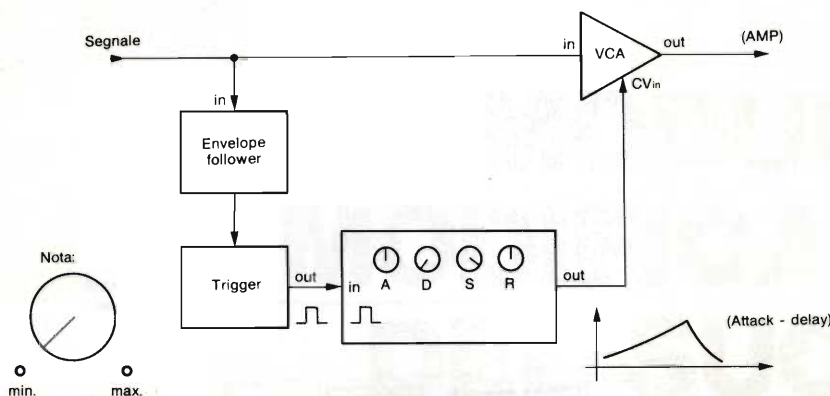 Segnale
in
VCA
out
(AMP)
CVin
in
Envelope
follower
Trigger
out
in
A D S R
out
(Attack - delay)
Nota:
min.
max.